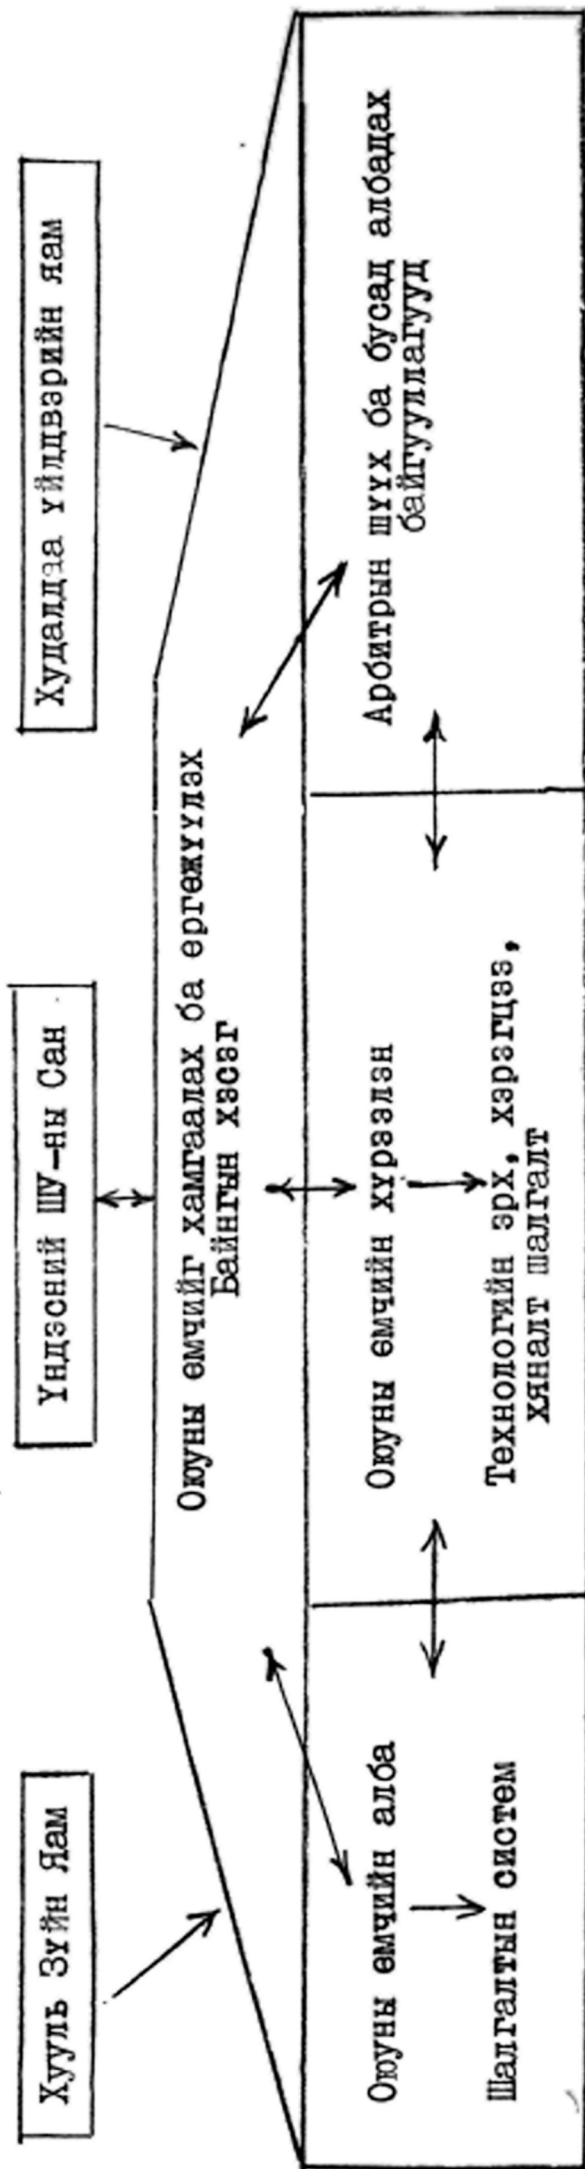 Хууль Зүйн Яам
Үндэсний ШУ-ны Сан
Худалдаа үйлдвэрийн яам
Оюуны өмчийг хамгаалах ба өргөжүүлэх
Байнгын хэсэг
Оюуны өмчийн алба
Шалгалтын систем
Оюуны өмчийн хүрээлэн
Технологийн эрх, хэрэгцээ,
хяналт шалгалт
Арбитрын шүүх ба бусад албадах
байгууллагууд